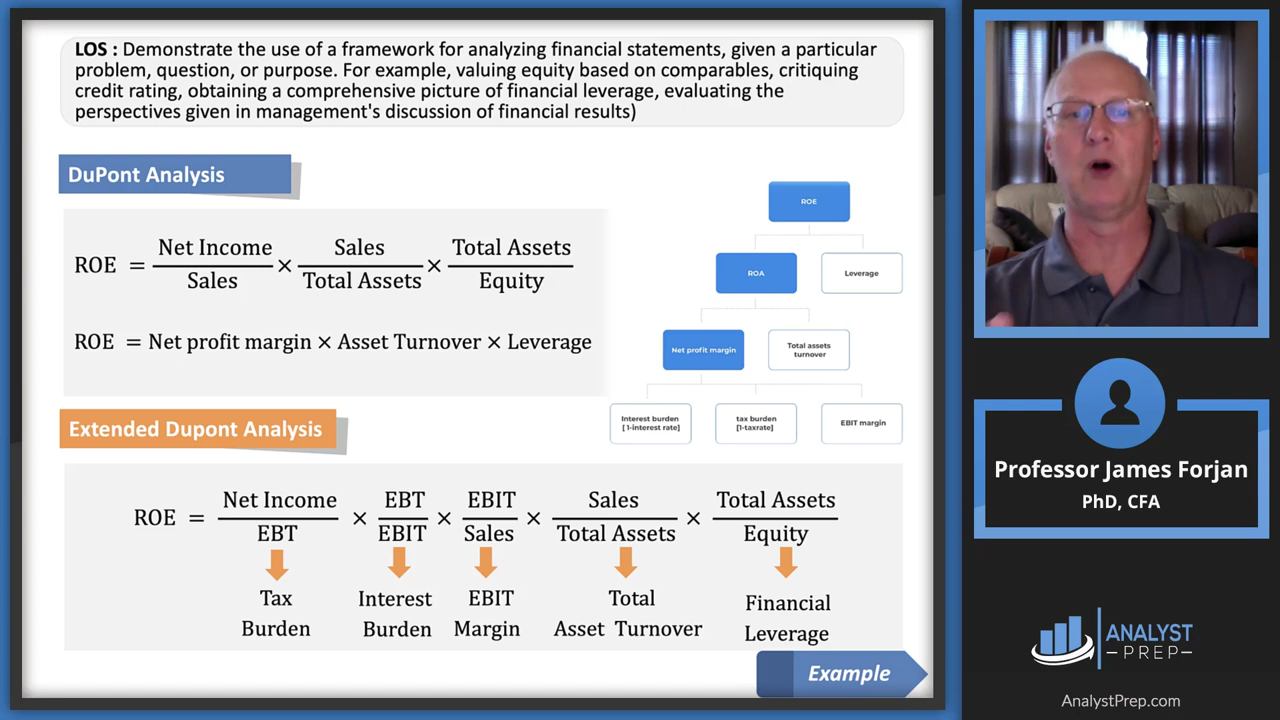 LOS : Demonstrate the use of a framework for analyzing financial statements, given a particular
problem, question, or purpose. For example, valuing equity based on comparables, critiquing
credit rating, obtaining a comprehensive picture of financial leverage, evaluating the
perspectives given in management's discussion of financial results)
DuPont Analysis
ROE = Net Income / Sales × Sales / Total Assets × Total Assets / Equity
ROE = Net profit margin × Asset Turnover × Leverage
ROE
ROA
Leverage
Net profit margin
Total assets
turnover
Interest burden
[ 1-interest rate]
tax burden
[1-taxrate]
EBIT margin
Extended Dupont Analysis
ROE = Net Income / EBT × EBT / EBIT × EBIT / Sales × Sales / Total Assets × Total Assets / Equity
Tax
Burden
Interest
Burden
EBIT
Margin
Total
Asset Turnover
Financial
Leverage
Example
Professor James Forjan
PhD, CFA
ANALYST
–PREP–
AnalystPrep.com